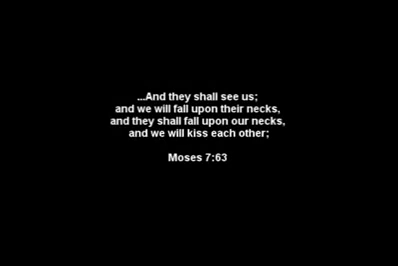 ...And they shall see us;
and we will fall upon their necks,
and they shall fall upon our necks,
and we will kiss each other;
Moses 7:63